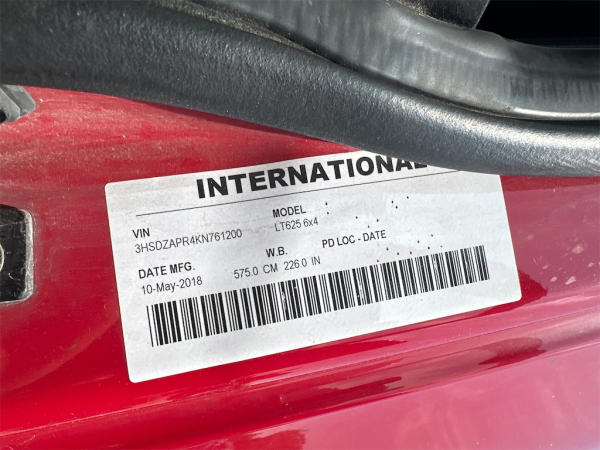 INTERNATIONAL
VIN
3HSDZAPR4KN761200
MODEL
LT625 6x4
DATE MFG.
10-May-2018
W.B.
575.0 CM 226.0 IN
PD LOC - DATE